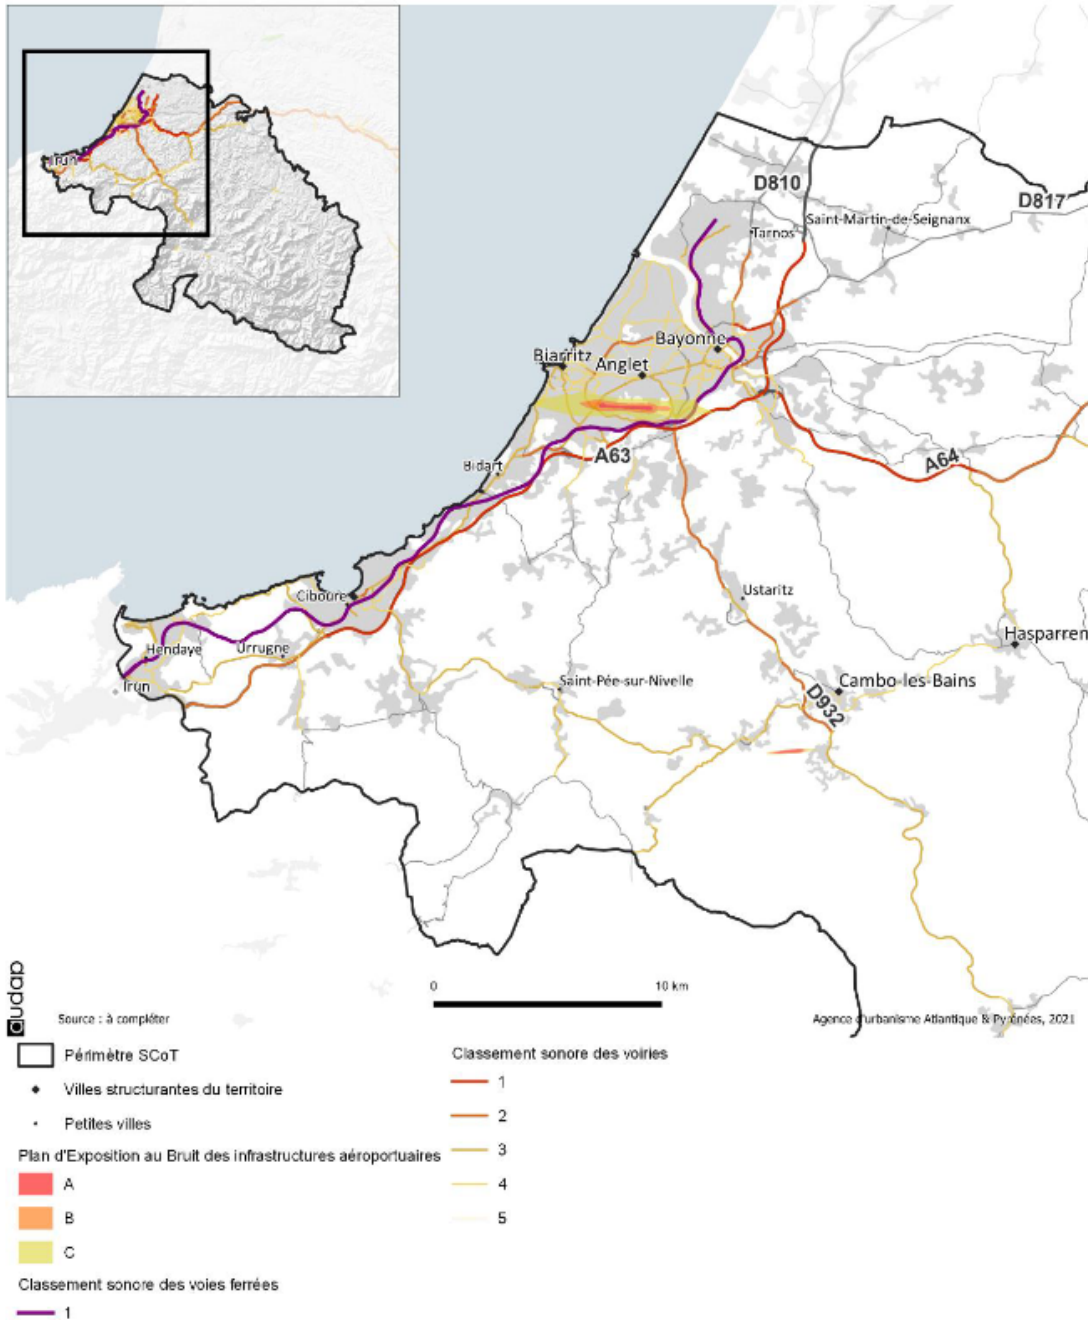 Irun
D810
D817
Saint-Martin-de-Seignanx
Tarnos
Bayonne
Biarritz
Anglet
A63
A64
Bidart
Ciboure
Ustaritz
Hasparren
Hendaye
Urrugne
Irun
Saint-Pée-sur-Nivelle
Cambo-les-Bains
D932
audap
0 10 km
Source : à compléter
Agence d'urbanisme Atlantique & Pyrénées, 2021
Périmètre SCoT
Villes structurantes du territoire
Petites villes
Plan d'Exposition au Bruit des infrastructures aéroportuaires
A
B
C
Classement sonore des voies ferrées
1
Classement sonore des voiries
1
2
3
4
5